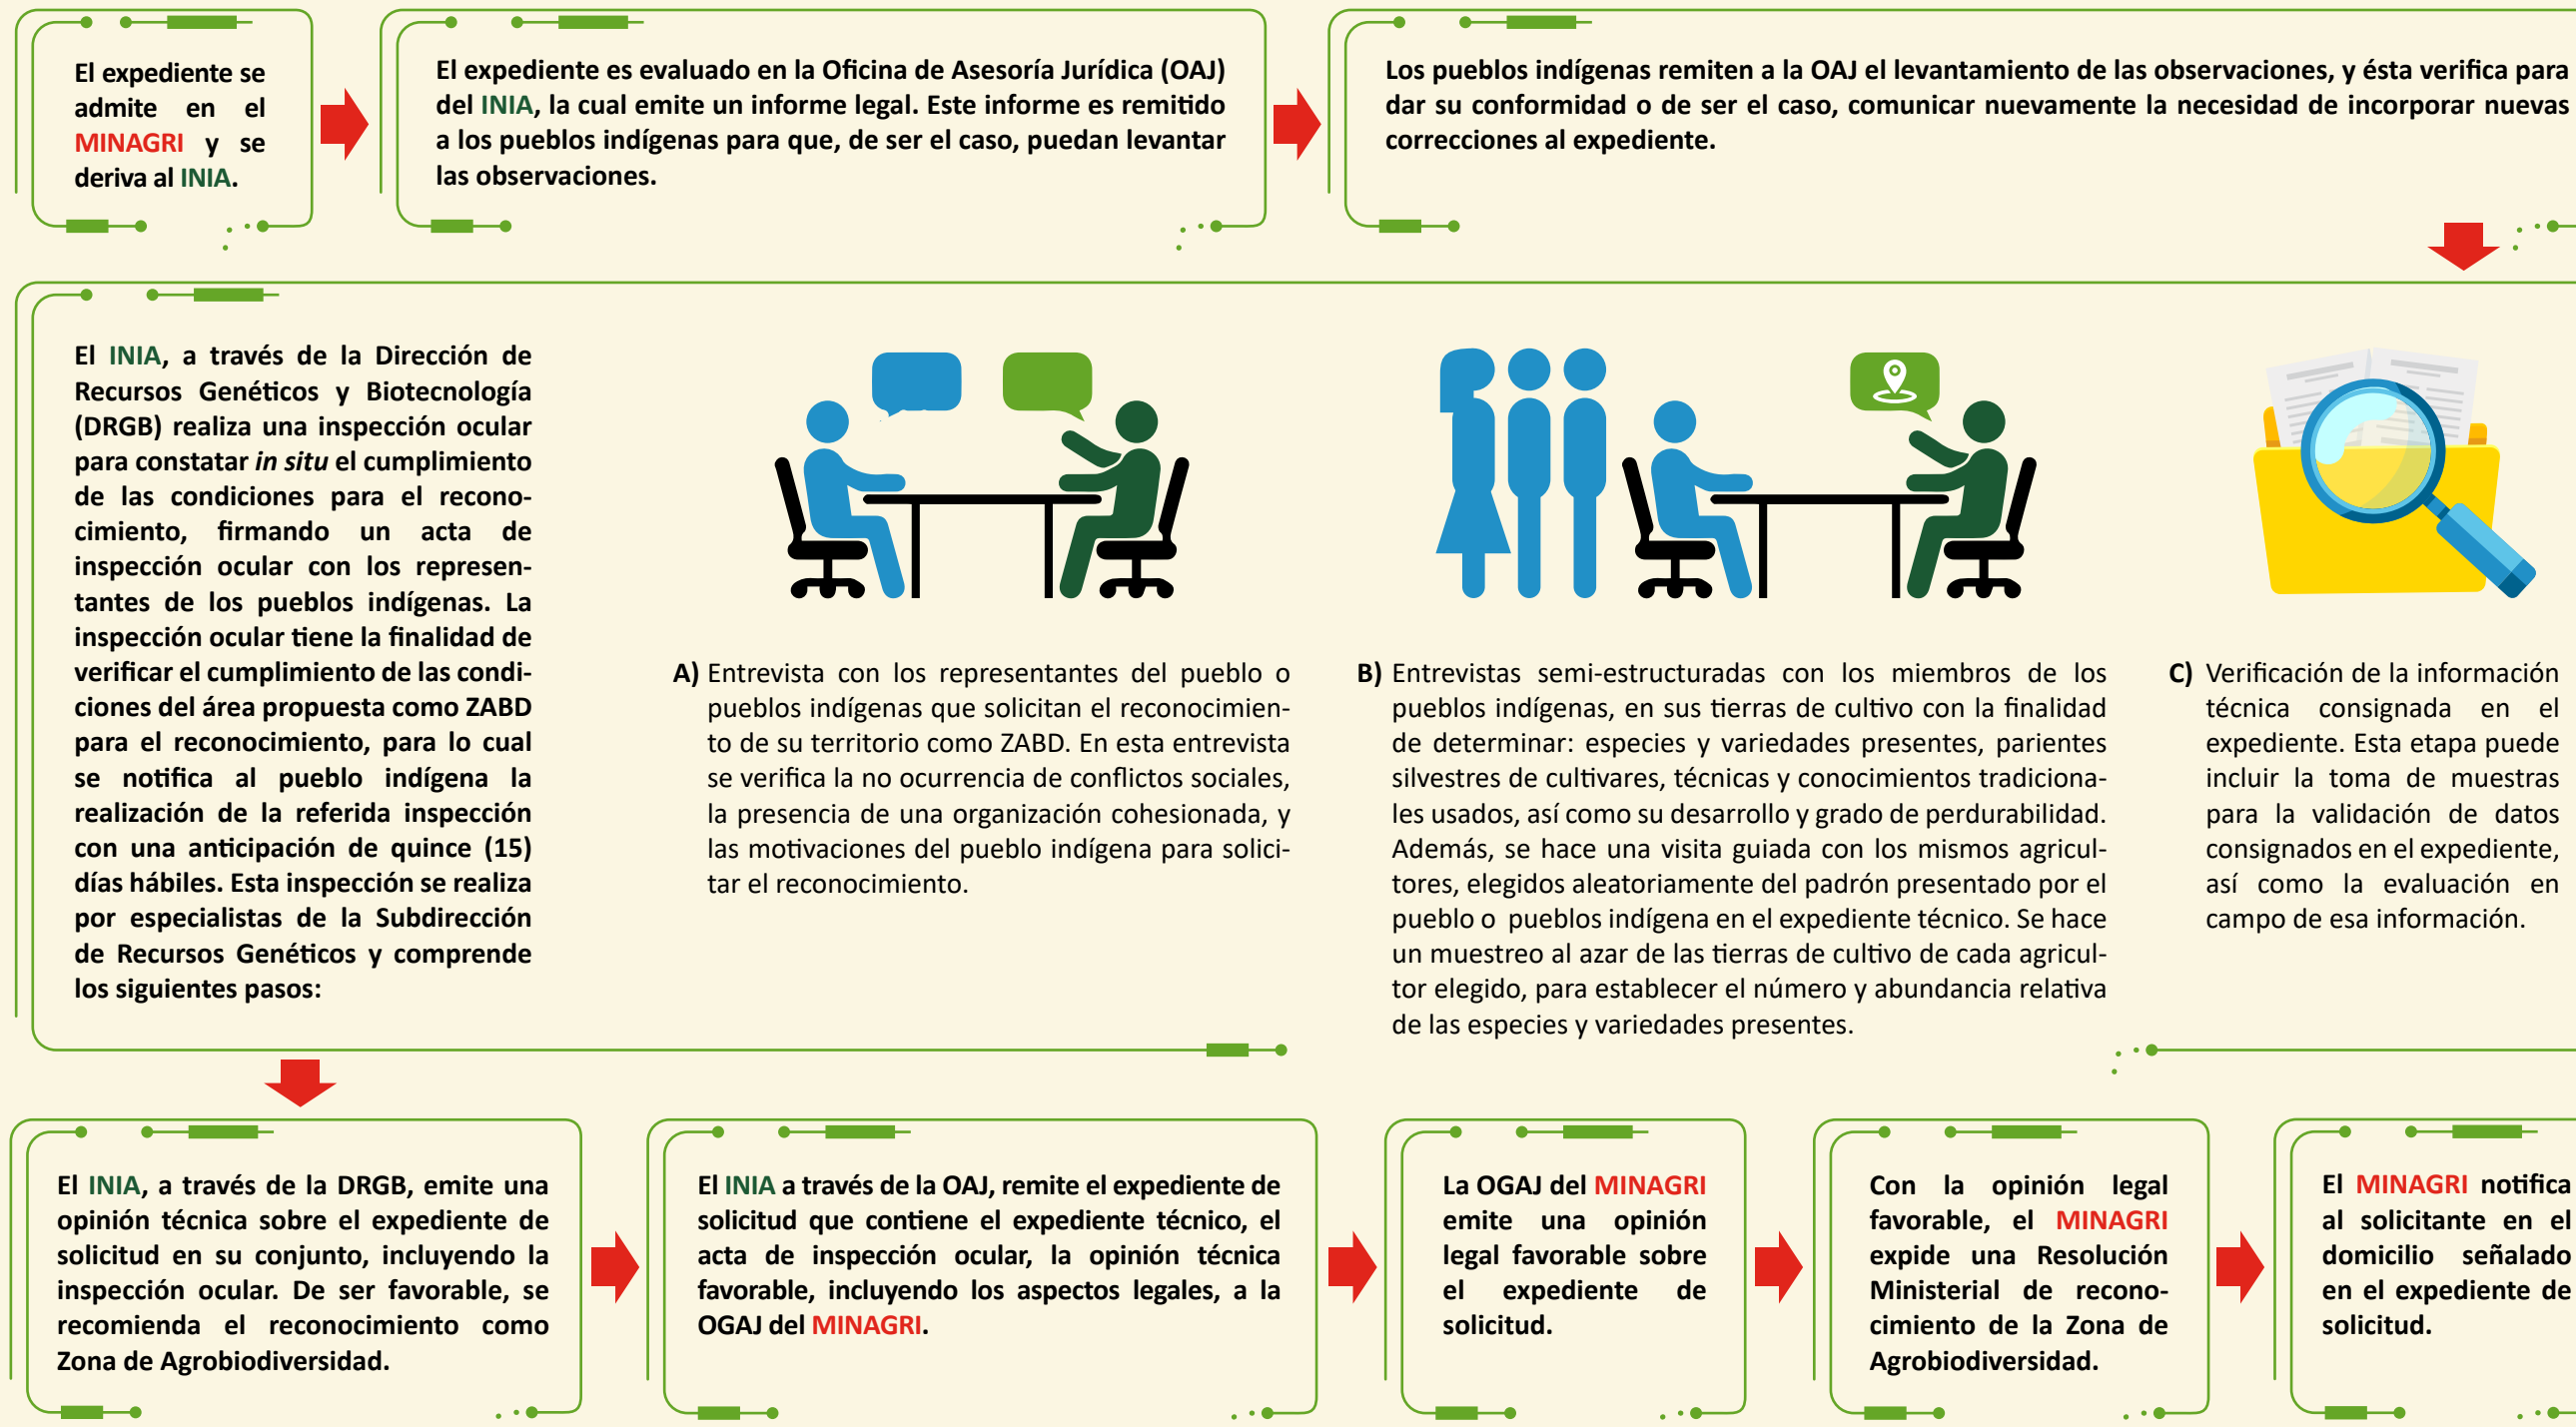 El expediente se
admite en el
MINAGRI y se
deriva al INIA.
El expediente es evaluado en la Oficina de Asesoría Jurídica (OAJ)
del INIA, la cual emite un informe legal. Este informe es remitido
a los pueblos indígenas para que, de ser el caso, puedan levantar
las observaciones.
Los pueblos indígenas remiten a la OAJ el levantamiento de las observaciones, y ésta verifica para
dar su conformidad o de ser el caso, comunicar nuevamente la necesidad de incorporar nuevas
correcciones al expediente.
El INIA, a través de la Dirección de
Recursos Genéticos y Biotecnología
(DRGB) realiza una inspección ocular
para constatar in situ el cumplimiento
de las condiciones para el recono-
cimiento, firmando un acta de
inspección ocular con los represen-
tantes de los pueblos indígenas. La
inspección ocular tiene la finalidad de
verificar el cumplimiento de las condi-
ciones del área propuesta como ZABD
para el reconocimiento, para lo cual
se notifica al pueblo indígena la
realización de la referida inspección
con una anticipación de quince (15)
días hábiles. Esta inspección se realiza
por especialistas de la Subdirección
de Recursos Genéticos y comprende
los siguientes pasos:
A) Entrevista con los representantes del pueblo o
pueblos indígenas que solicitan el reconocimien-
to de su territorio como ZABD. En esta entrevista
se verifica la no ocurrencia de conflictos sociales,
la presencia de una organización cohesionada, y
las motivaciones del pueblo indígena para solici-
tar el reconocimiento.
B) Entrevistas semi-estructuradas con los miembros de los
pueblos indígenas, en sus tierras de cultivo con la finalidad
de determinar: especies y variedades presentes, parientes
silvestres de cultivares, técnicas y conocimientos tradiciona-
les usados, así como su desarrollo y grado de perdurabilidad.
Además, se hace una visita guiada con los mismos agricul-
tores, elegidos aleatoriamente del padrón presentado por el
pueblo o pueblos indígena en el expediente técnico. Se hace
un muestreo al azar de las tierras de cultivo de cada agricul-
tor elegido, para establecer el número y abundancia relativa
de las especies y variedades presentes.
C) Verificación de la información
técnica consignada en el
expediente. Esta etapa puede
incluir la toma de muestras
para la validación de datos
consignados en el expediente,
así como la evaluación en
campo de esa información.
El INIA, a través de la DRGB, emite una
opinión técnica sobre el expediente de
solicitud en su conjunto, incluyendo la
inspección ocular. De ser favorable, se
recomienda el reconocimiento como
Zona de Agrobiodiversidad.
El INIA a través de la OAJ, remite el expediente de
solicitud que contiene el expediente técnico, el
acta de inspección ocular, la opinión técnica
favorable, incluyendo los aspectos legales, a la
OGAJ del MINAGRI.
La OGAJ del MINAGRI
emite una opinión
legal favorable sobre
el expediente de
solicitud.
Con la opinión legal
favorable, el MINAGRI
expide una Resolución
Ministerial de recono-
cimiento de la Zona de
Agrobiodiversidad.
El MINAGRI notifica
al solicitante en el
domicilio señalado
en el expediente de
solicitud.